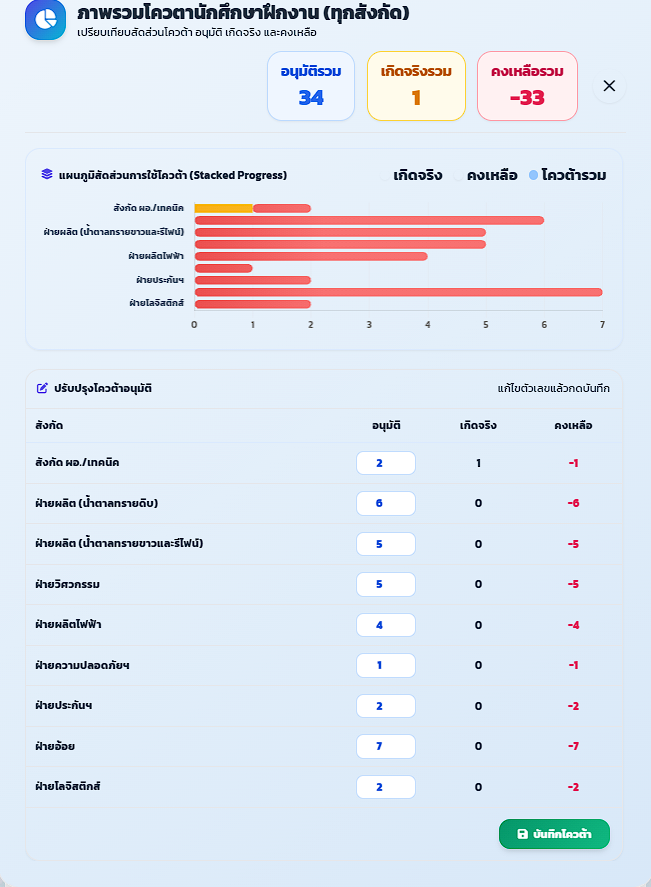 ภาพรวมโควตานักศึกษาฝึกงาน (ทุกสังกัด)
เปรียบเทียบสัดส่วนโควต้า อนุมัติ เกิดจริง และคงเหลือ
อนุมัติรวม เกิดจริงรวม คงเหลือรวม
34 1 -33
แผนภูมิสัดส่วนการใช้โควต้า (Stacked Progress) เกิดจริง คงเหลือ โควต้ารวม
สังกัด ผอ./เทคนิค
ฝ่ายผลิต (น้ำตาลทรายขาวและรีไฟน์)
ฝ่ายผลิตไฟฟ้า
ฝ่ายประกันฯ
ฝ่ายโลจิสติกส์
0 1 2 3 4 5 6 7
ปรับปรุงโควต้าอนุมัติ แก้ไขตัวเลขแล้วกดบันทึก
สังกัด อนุมัติ เกิดจริง คงเหลือ
สังกัด ผอ./เทคนิค 2 1 -1
ฝ่ายผลิต (น้ำตาลทรายดิบ) 6 0 -6
ฝ่ายผลิต (น้ำตาลทรายขาวและรีไฟน์) 5 0 -5
ฝ่ายวิศวกรรม 5 0 -5
ฝ่ายผลิตไฟฟ้า 4 0 -4
ฝ่ายความปลอดภัยฯ 1 0 -1
ฝ่ายประกันฯ 2 0 -2
ฝ่ายอ้อย 7 0 -7
ฝ่ายโลจิสติกส์ 2 0 -2
บันทึกโควต้า